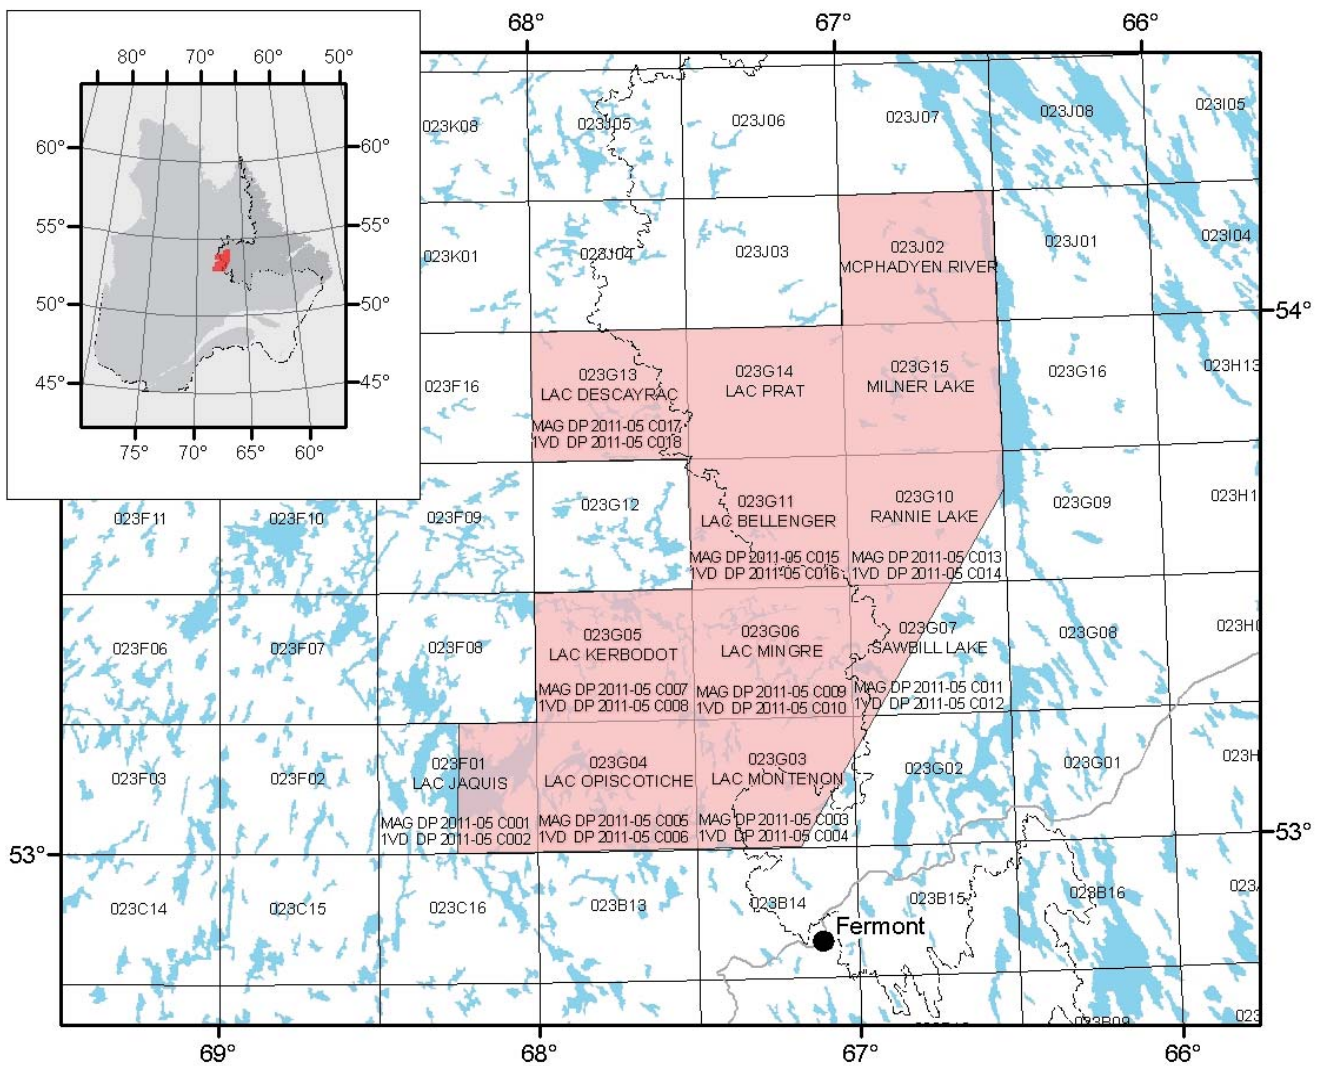 68° 67° 66°
80° 70° 60° 50°
60° 60°
55° 55°
50° 50°
45° 45°
75° 70° 65° 60°
023K08 023J05 023J06 023J07 023J08 023I05
023K01 023J04 023J03 023J02 023J01 023I04
MCPHADYEN RIVER
54°
023F16 023G13 023G14 023G15 023G16 023H13
LAC DESCAYRAC LAC PRAT MILNER LAKE
MAG DP 2011-05 C017
1VD DP 2011-05 C018
023F11 023F10 023F09 023G12 023G11 023G10 023G09 023H1
LAC BELLENGER RANNIE LAKE
MAG DP 2011-05 C015 MAG DP 2011-05 C013
1VD DP 2011-05 C016 1VD DP 2011-05 C014
023F06 023F07 023F08 023G05 023G06 023G07 023G08 023H0
LAC KERBODOT LAC MINGRE SAWBILL LAKE
MAG DP 2011-05 C007 MAG DP 2011-05 C009 MAG DP 2011-05 C011
1VD DP 2011-05 C008 1VD DP 2011-05 C010 1VD DP 2011-05 C012
023F03 023F02 023F01 023G04 023G03 023G02 023G01 023H
LAC JAQUIS LAC OPISCOTICHE LAC MONTENON
MAG DP 2011-05 C001 MAG DP 2011-05 C005 MAG DP 2011-05 C003
1VD DP 2011-05 C002 1VD DP 2011-05 C006 1VD DP 2011-05 C004
53° 53°
023C14 023C15 023C16 023B13 023B14 023B15 023B16 023
Fermont
023B09 023
69° 68° 67° 66°